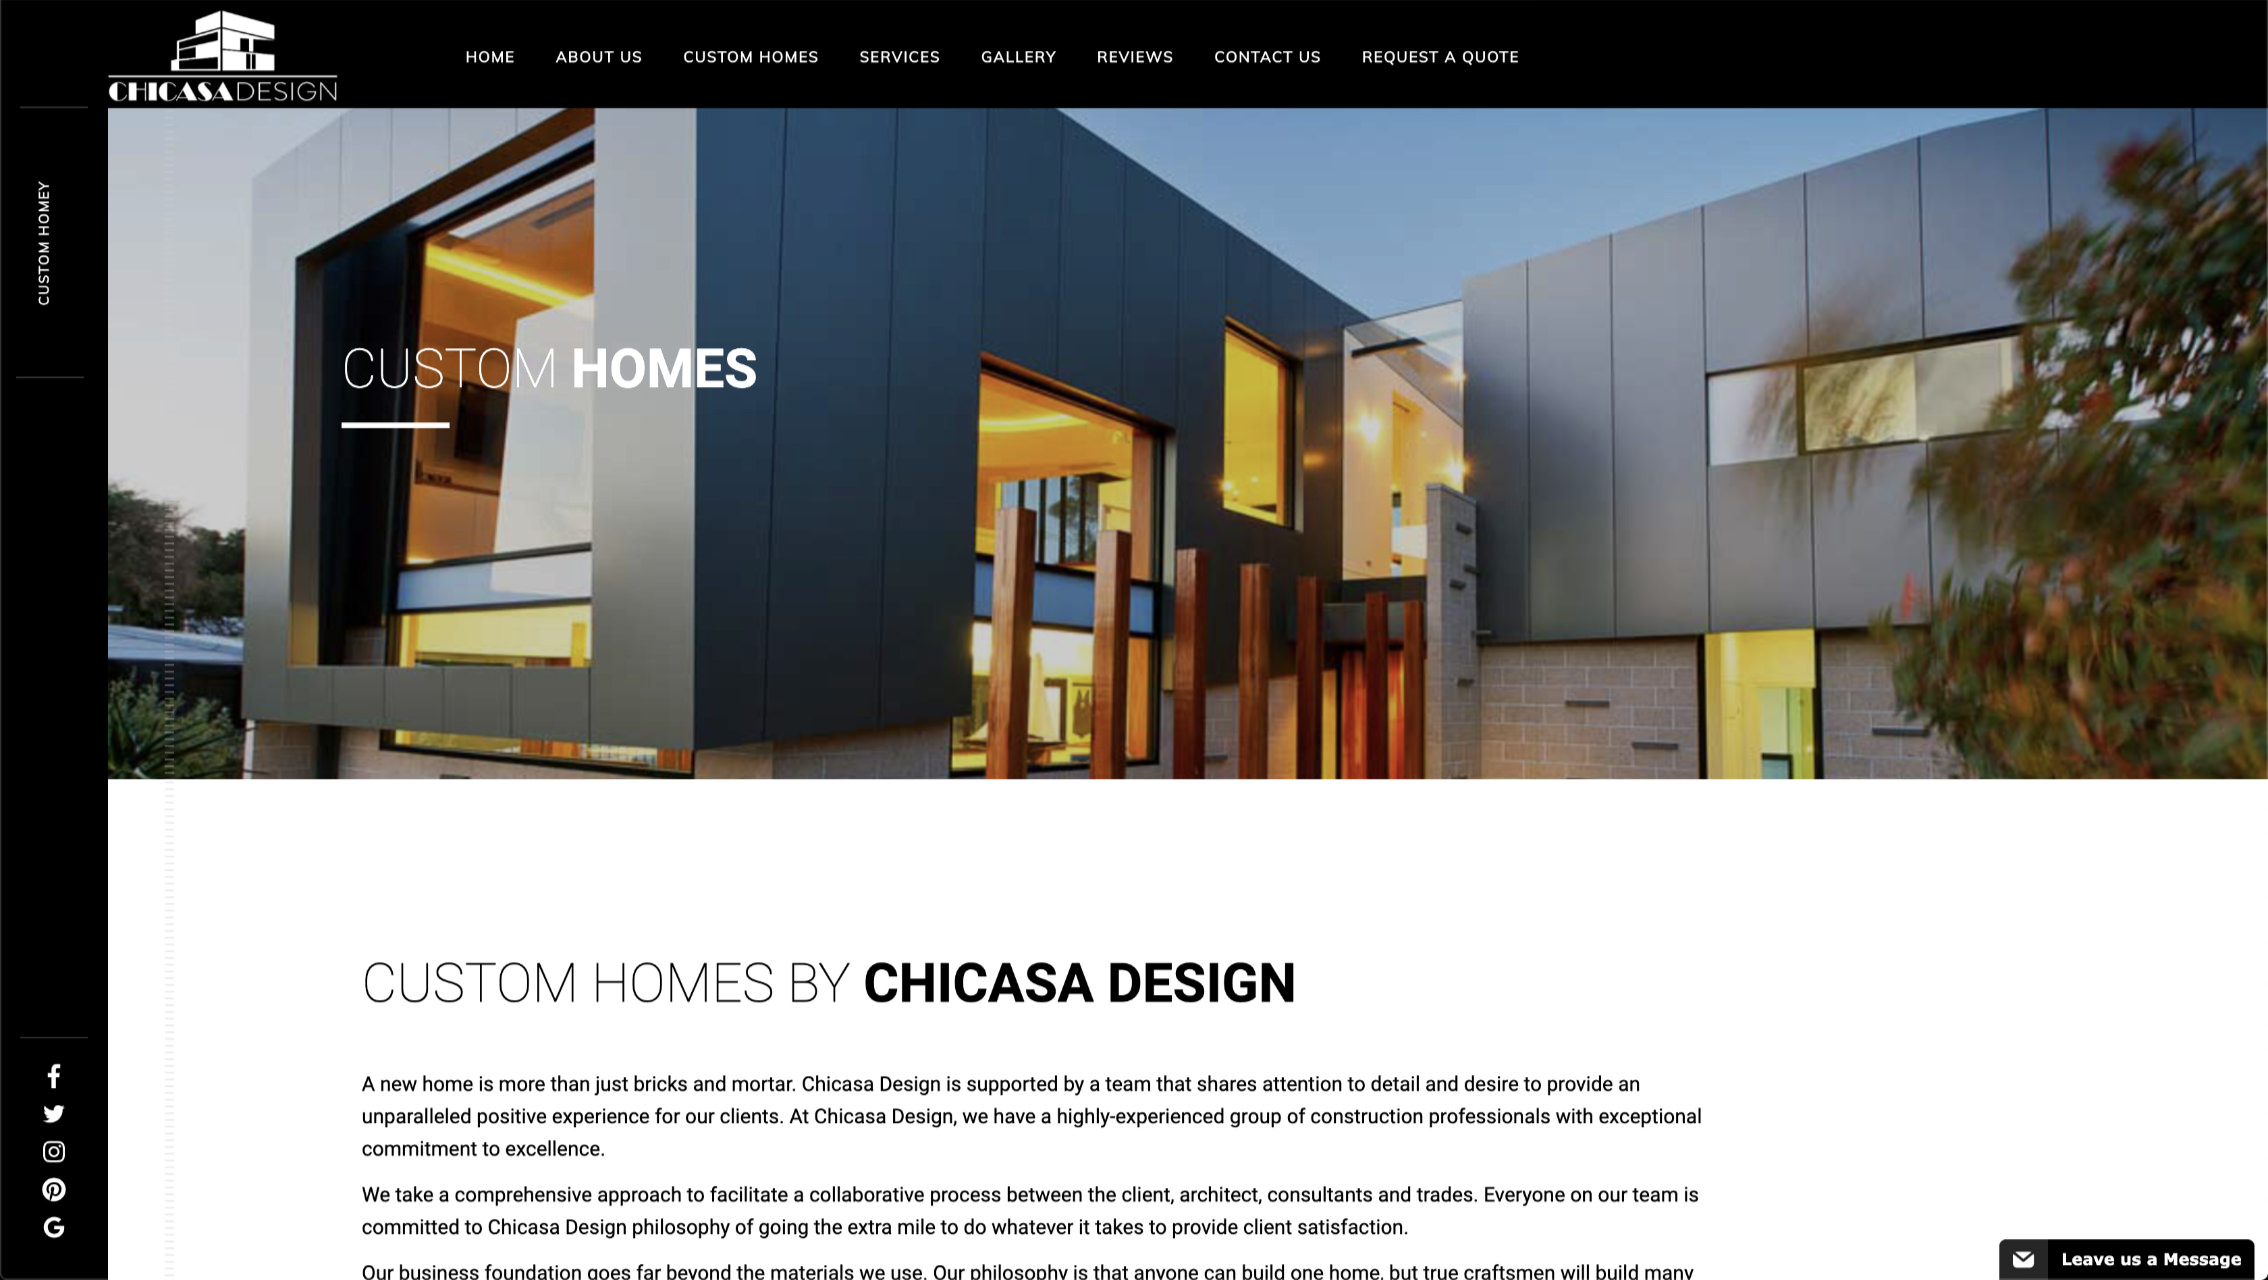 CHICASADESIGN
HOME ABOUT US CUSTOM HOMES SERVICES GALLERY REVIEWS CONTACT US REQUEST A QUOTE
CUSTOM HOMEY
CUSTOM HOMES
CUSTOM HOMES BY CHICASA DESIGN
A new home is more than just bricks and mortar. Chicasa Design is supported by a team that shares attention to detail and desire to provide an
unparalleled positive experience for our clients. At Chicasa Design, we have a highly-experienced group of construction professionals with exceptional
commitment to excellence.
We take a comprehensive approach to facilitate a collaborative process between the client, architect, consultants and trades. Everyone on our team is
committed to Chicasa Design philosophy of going the extra mile to do whatever it takes to provide client satisfaction.
Our business foundation goes far beyond the materials we use. Our philosophy is that anyone can build one home, but true craftsmen will build many
Leave us a Message